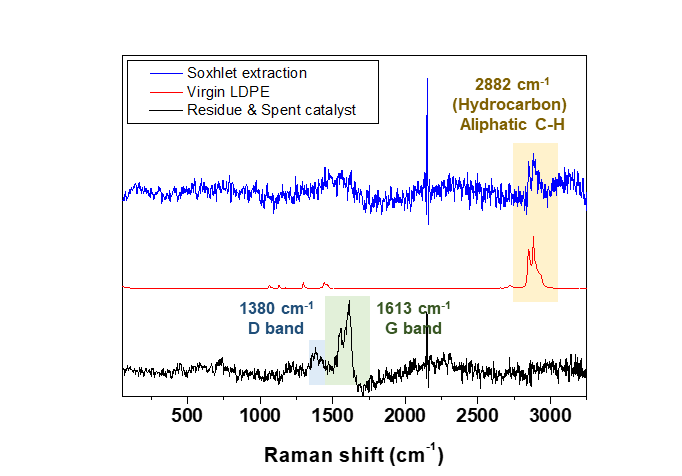 Soxhlet extraction
Virgin LDPE
Residue & Spent catalyst
2882 cm-1
(Hydrocarbon)
Aliphatic C-H
1380 cm-1
D band
1613 cm-1
G band
500 1000 1500 2000 2500 3000
Raman shift (cm-1)